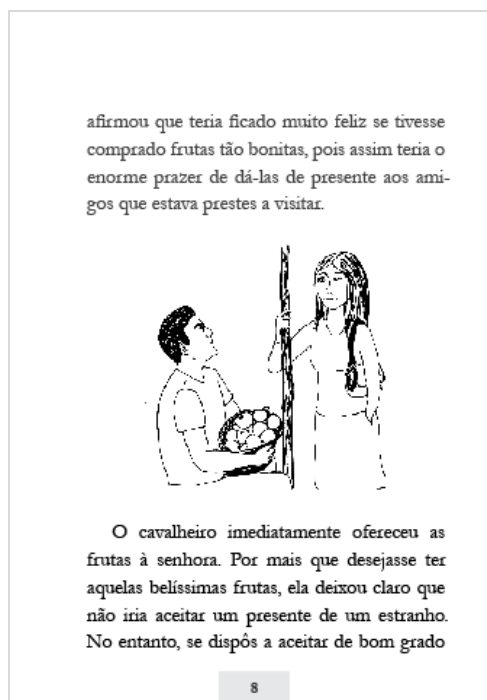 afirmou que teria ficado muito feliz se tivesse
comprado frutas tão bonitas, pois assim teria o
enorme prazer de dá-las de presente aos ami-
gos que estava prestes a visitar.
O cavalheiro imediatamente ofereceu as
frutas à senhora. Por mais que desejasse ter
aquelas belíssimas frutas, ela deixou claro que
não iria aceitar um presente de um estranho.
No entanto, se dispôs a aceitar de bom grado
8